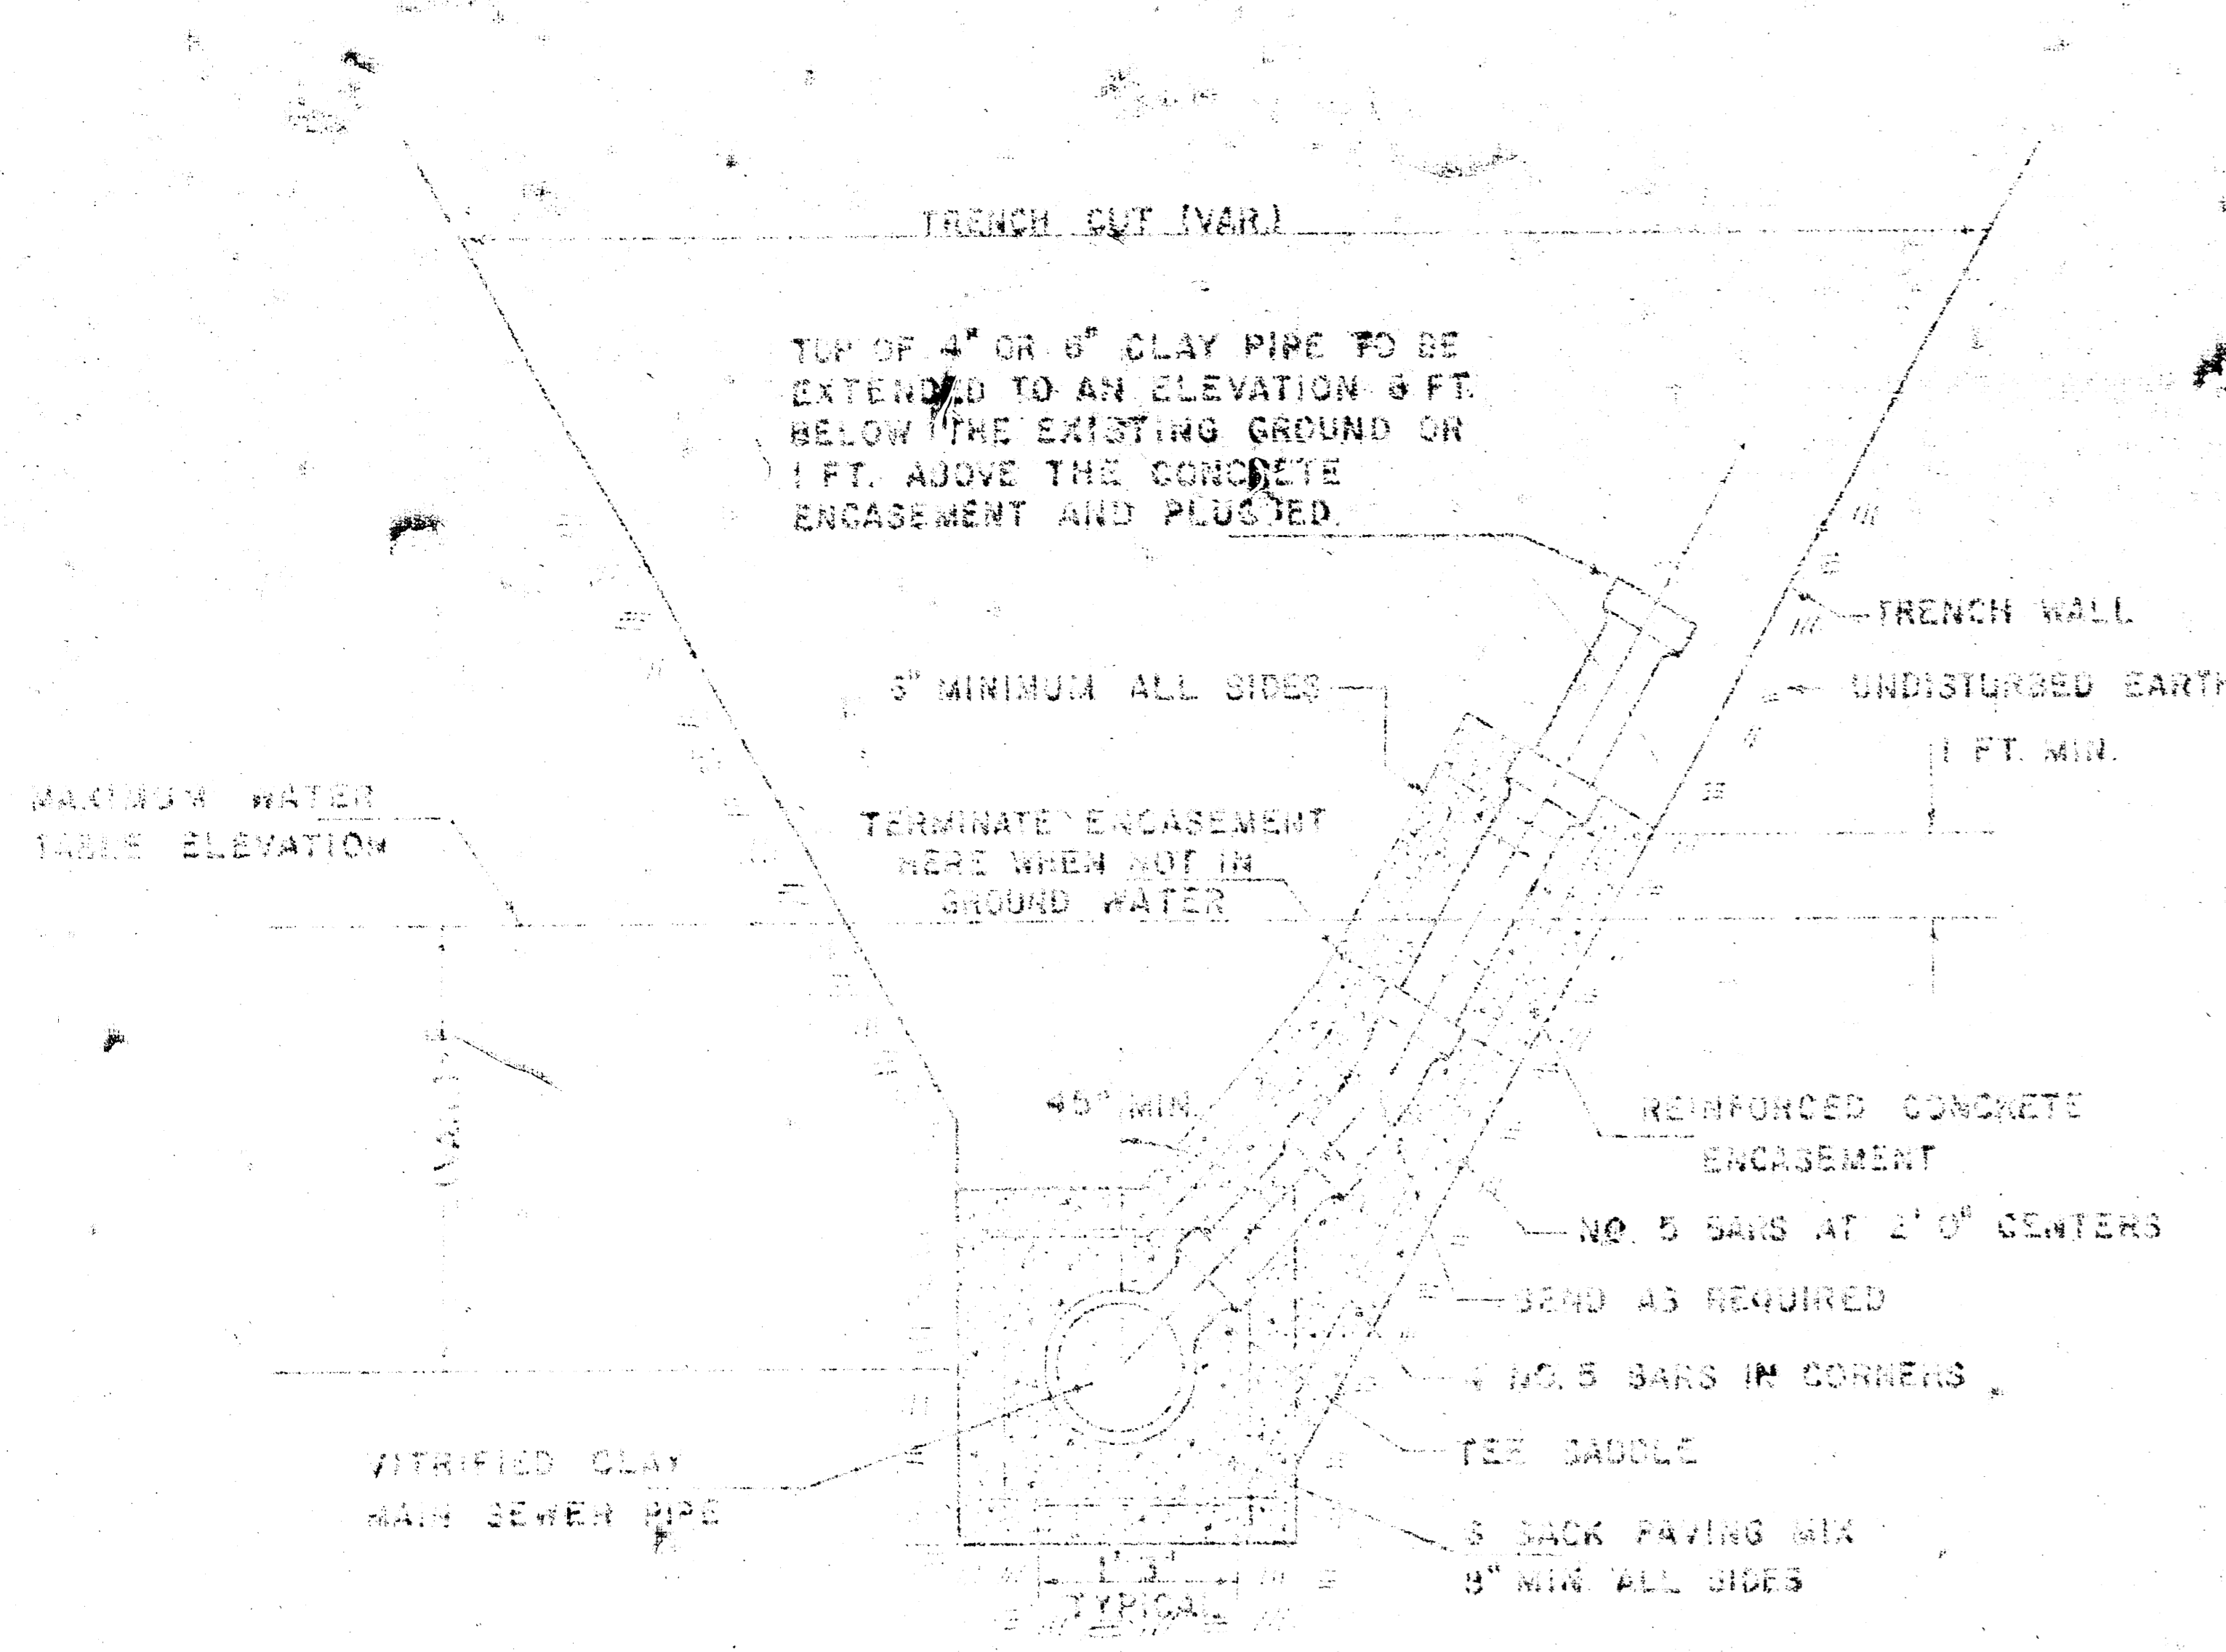 TRENCH CUT (VAR.)
TOP OF 4" OR 6" CLAY PIPE TO BE
EXTENDED TO AN ELEVATION 6 FT.
BELOW THE EXISTING GROUND OR
1 FT. ABOVE THE CONCRETE
ENCASEMENT AND PLUGGED.
TRENCH WALL
6" MINIMUM ALL SIDES
UNDISTURBED EARTH
1 FT. MIN.
MAXIMUM WATER
TABLE ELEVATION
TERMINATE ENCASEMENT
HERE WHEN NOT IN
GROUND WATER
45° MIN.
REINFORCED CONCRETE
ENCASEMENT
NO. 5 BARS AT 2' 0" CENTERS
BEND AS REQUIRED
4 NO. 5 BARS IN CORNERS
TEE SADDLE
VITRIFIED CLAY
MAIN SEWER PIPE
6 SACK PAVING MIX
8" MIN. ALL SIDES
TYPICAL